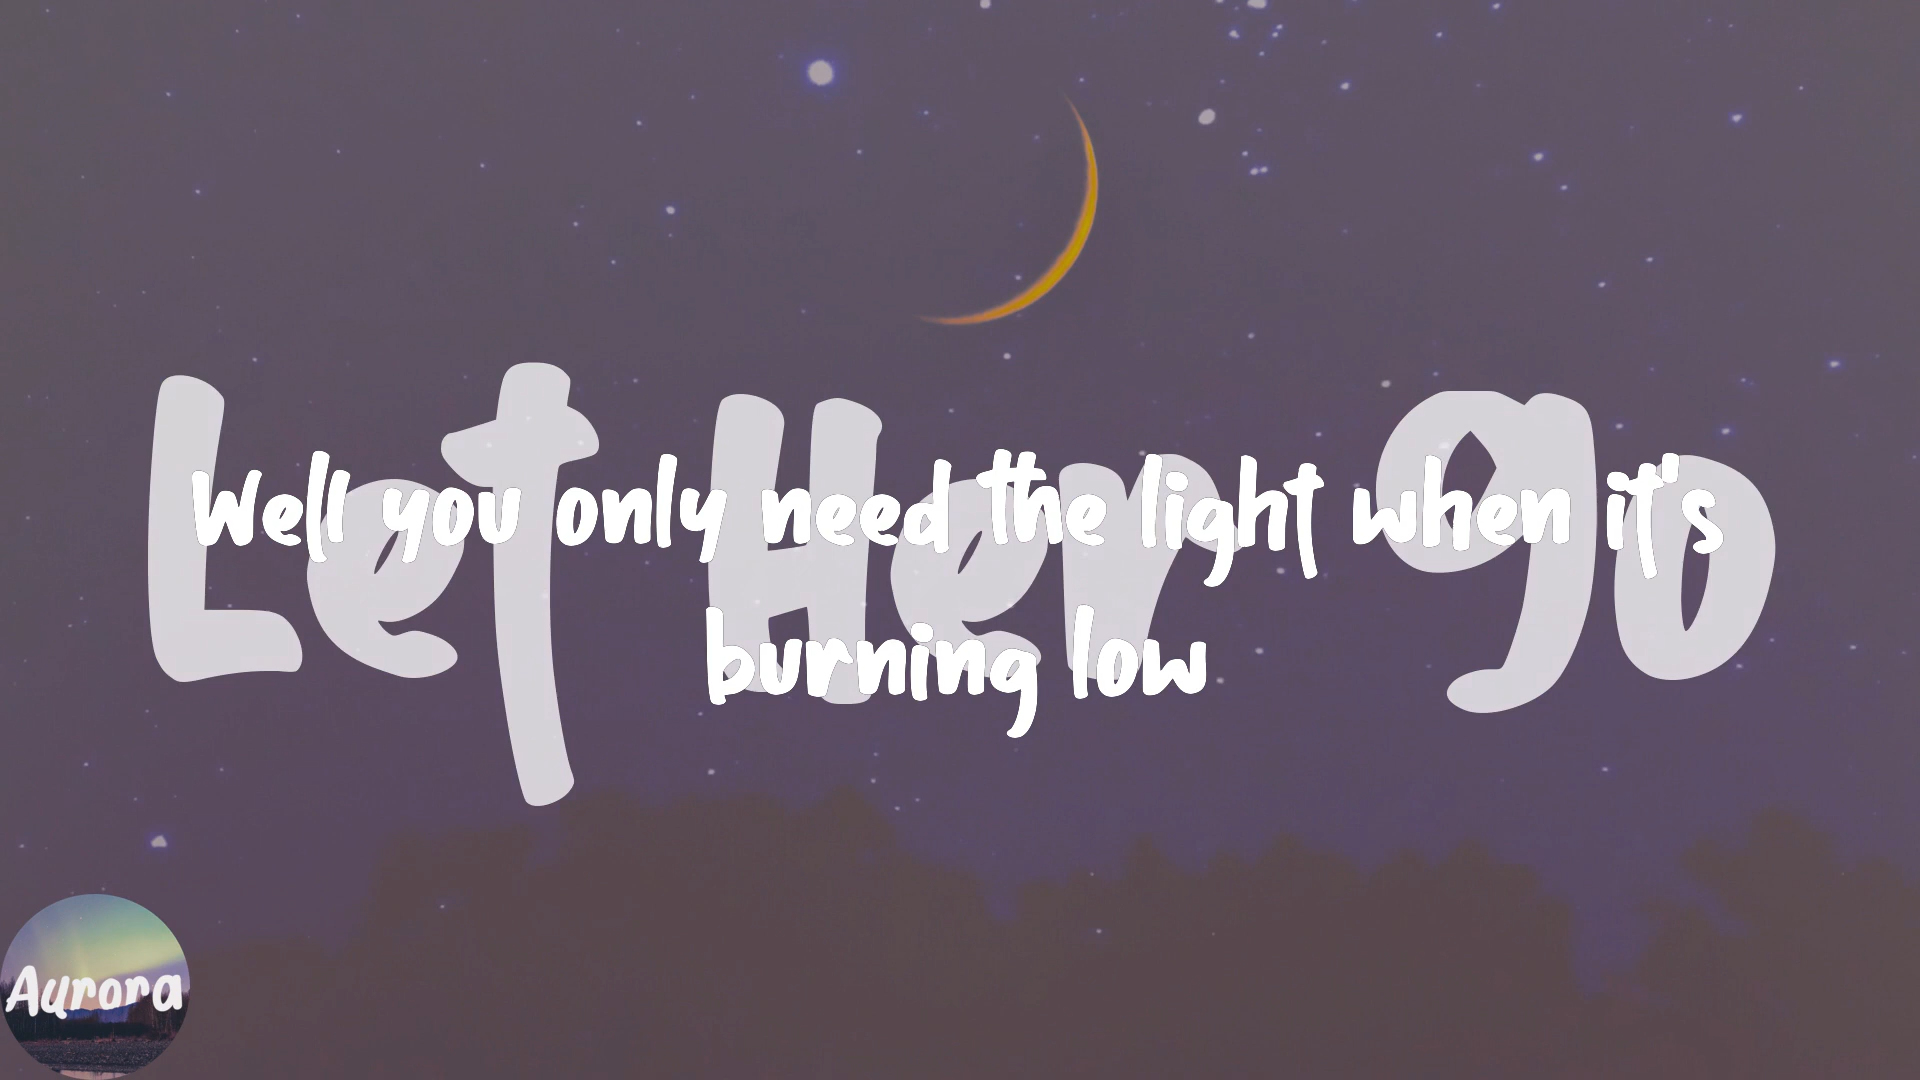 Let Her go
Well you only need the light when it's
burning low
Aurora